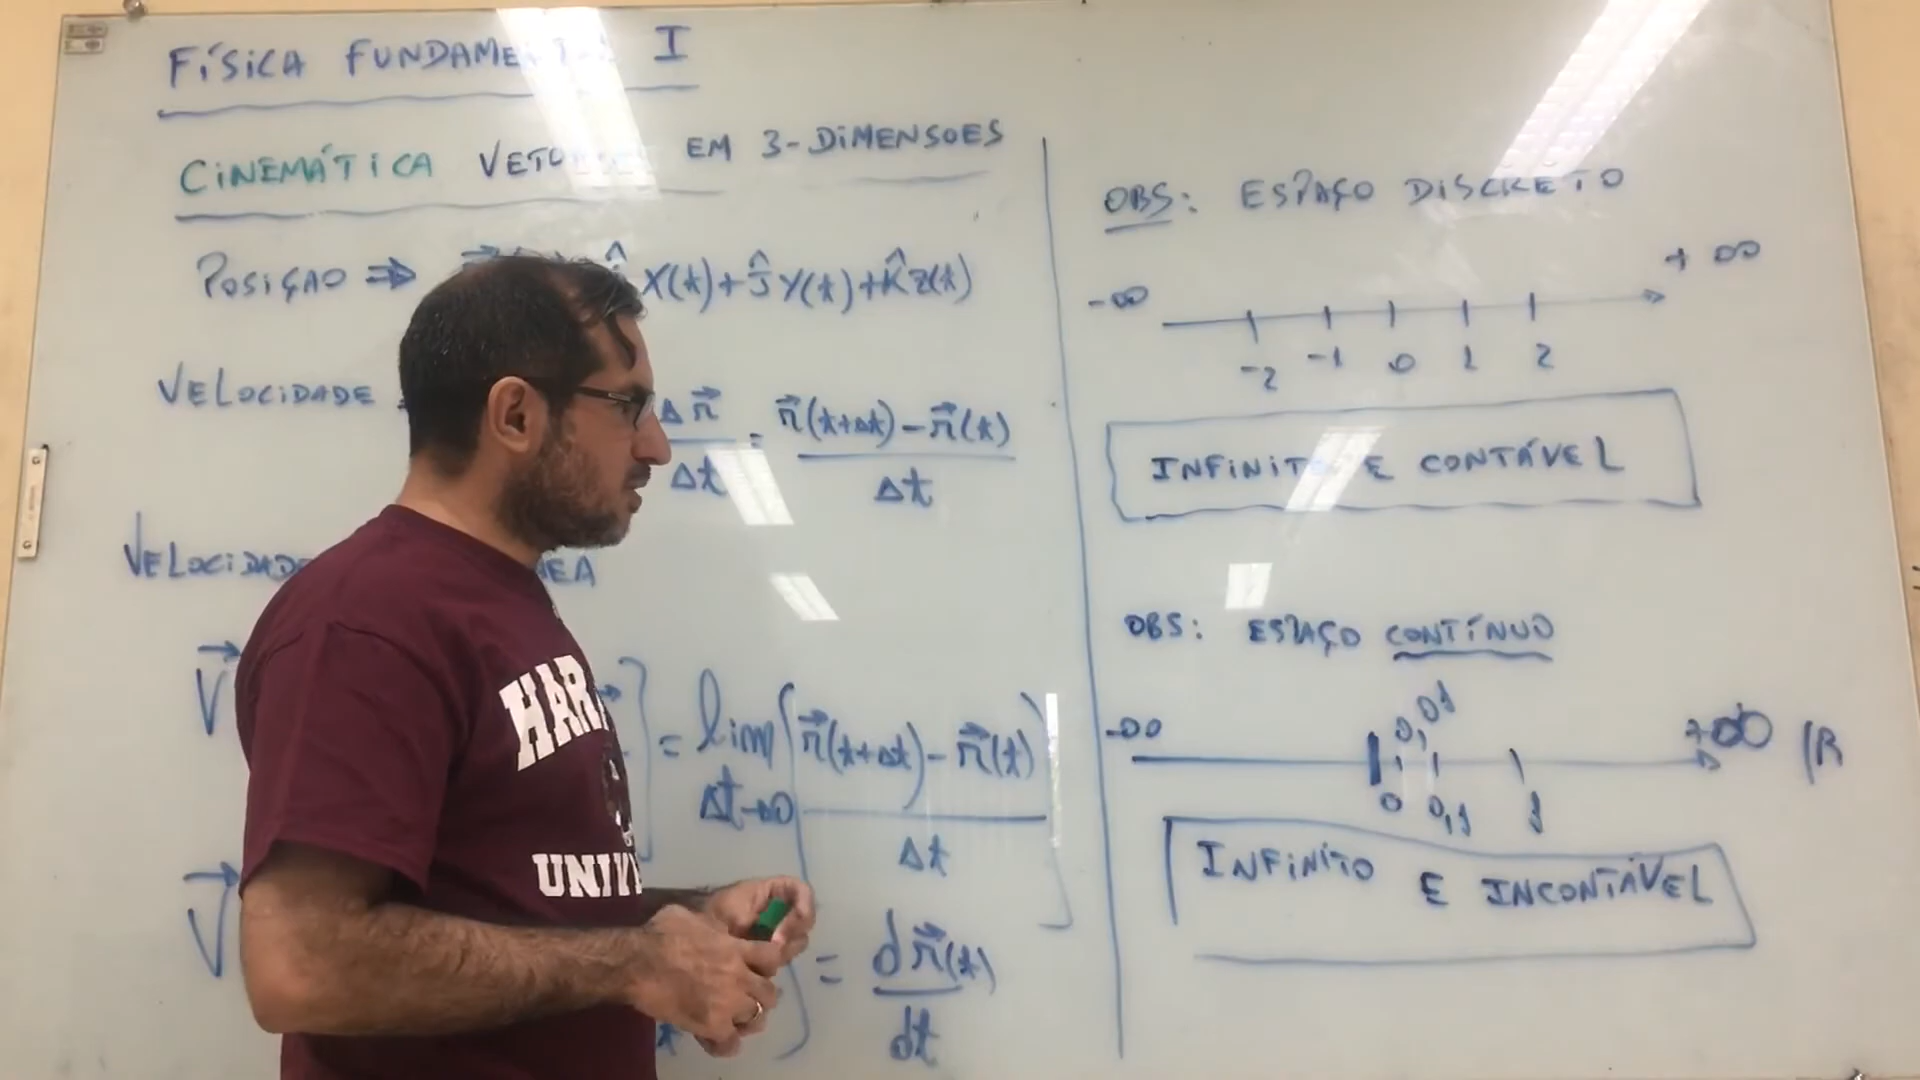 FÍSICA FUNDAMENTAL I
CINEMÁTICA VETORIAL EM 3-DIMENSOES
POSIÇAO ⇒ î X(t)+ĵ Y(t)+k̂ Z(t)
VELOCIDADE
Δr⃗/Δt = (r⃗(t+Δt) - r⃗(t))/Δt
VELOCIDADE
V⃗ = lim Δt→0 [(r⃗(t+Δt) - r⃗(t))/Δt]
V⃗ = dr⃗(t)/dt
OBS: ESPAÇO DISCRETO
-∞ +∞
-2 -1 0 1 2
INFINITO E CONTÁVEL
OBS: ESPAÇO CONTÍNUO
0,01
-∞ +∞ IR
0 0,1 1
INFINITO E INCONTÁVEL
HAR
UNIV